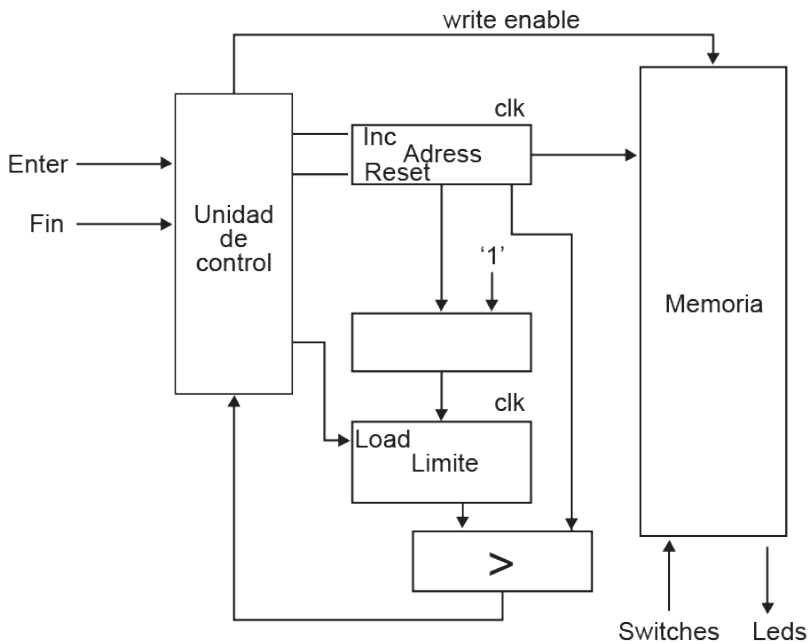 write enable
clk
Inc
Adress
Reset
Enter
Fin
Unidad
de
control
'1'
Memoria
clk
Load
Limite
>
Switches
Leds